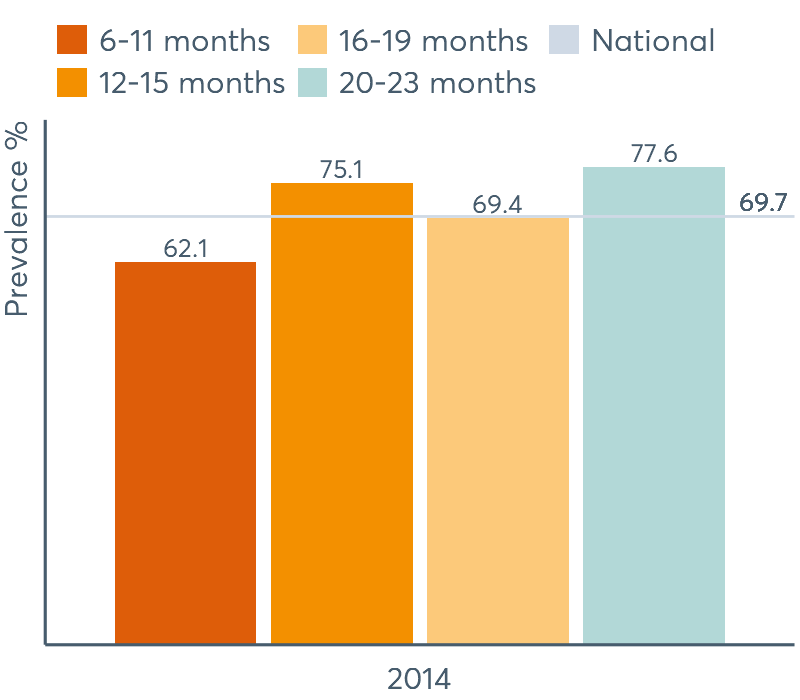 6-11 months 16-19 months National
12-15 months 20-23 months
Prevalence %
62.1
75.1
69.4
77.6
69.7
2014